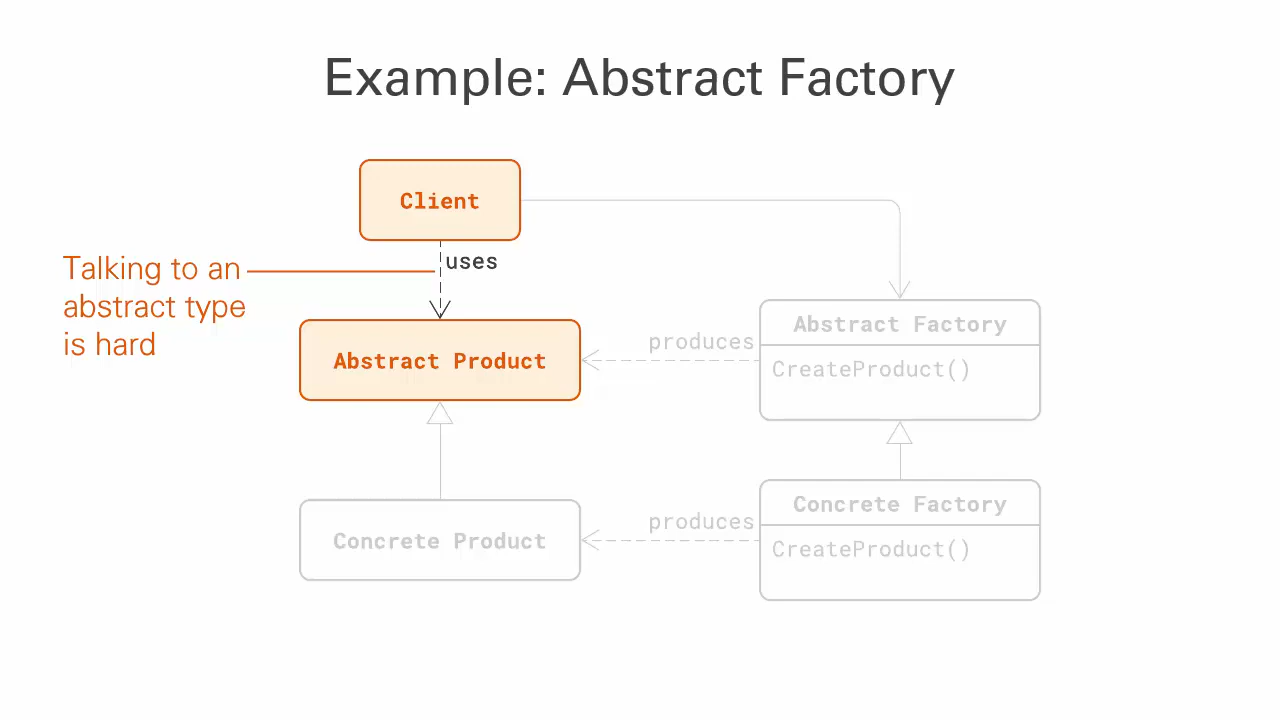 Example: Abstract Factory
Client
uses
Talking to an
abstract type
is hard
Abstract Product
produces
Abstract Factory
CreateProduct()
Concrete Product
produces
Concrete Factory
CreateProduct()